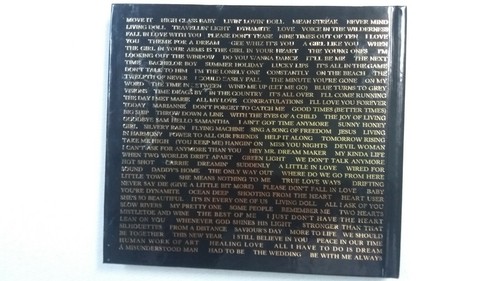 MOVE IT HIGH CLASS BABY LIVIN' LOVIN' DOLL MEAN STREAK NEVER MIND
LIVING DOLL TRAVELLIN' LIGHT DYNAMITE LOVE VOICE IN THE WILDERNESS
FALL IN LOVE WITH YOU PLEASE DON'T TEASE NINE TIMES OUT OF TEN I LOVE
YOU THEME FOR A DREAM GEE WHIZ IT'S YOU A GIRL LIKE YOU WHEN
THE GIRL IN YOUR ARMS IS THE GIRL IN YOUR HEART THE YOUNG ONES I'M
LOOKING OUT THE WINDOW DO YOU WANNA DANCE IT'LL BE ME THE NEXT
TIME BACHELOR BOY SUMMER HOLIDAY LUCKY LIPS IT'S ALL IN THE GAME
DON'T TALK TO HIM I'M THE LONELY ONE CONSTANTLY ON THE BEACH THE
TWELFTH OF NEVER I COULD EASILY FALL THE MINUTE YOU'RE GONE ON MY
WORD THE TIME IN BETWEEN WIND ME UP (LET ME GO) BLUE TURNS TO GREY
VISIONS TIME DRAGS BY IN THE COUNTRY IT'S ALL OVER I'LL COME RUNNING
THE DAY I MET MARIE ALL MY LOVE CONGRATULATIONS I'LL LOVE YOU FOREVER
TODAY MARIANNE DON'T FORGET TO CATCH ME GOOD TIMES (BETTER TIMES)
BIG SHIP THROW DOWN A LINE WITH THE EYES OF A CHILD THE JOY OF LIVING
GOODBYE SAM HELLO SAMANTHA I AIN'T GOT TIME ANYMORE SUNNY HONEY
GIRL SILVERY RAIN FLYING MACHINE SING A SONG OF FREEDOM JESUS LIVING
IN HARMONY POWER TO ALL OUR FRIENDS HELP IT ALONG TOMORROW RISING
TAKE ME HIGH (YOU KEEP ME) HANGIN' ON MISS YOU NIGHTS DEVIL WOMAN
I CAN'T ASK FOR ANYMORE THAN YOU HEY MR. DREAM MAKER MY KINDA LIFE
WHEN TWO WORLDS DRIFT APART GREEN LIGHT WE DON'T TALK ANYMORE
HOT SHOT CARRIE DREAMIN' SUDDENLY A LITTLE IN LOVE WIRED FOR
SOUND DADDY'S HOME THE ONLY WAY OUT WHERE DO WE GO FROM HERE
LITTLE TOWN SHE MEANS NOTHING TO ME TRUE LOVE WAYS DRIFTING
NEVER SAY DIE (GIVE A LITTLE BIT MORE) PLEASE DON'T FALL IN LOVE BABY
YOU'RE DYNAMITE OCEAN DEEP SHOOTING FROM THE HEART HEART USER
SHE'S SO BEAUTIFUL IT'S IN EVERY ONE OF US LIVING DOLL ALL I ASK OF YOU
SLOW RIVERS MY PRETTY ONE SOME PEOPLE REMEMBER ME TWO HEARTS
MISTLETOE AND WINE THE BEST OF ME I JUST DON'T HAVE THE HEART
LEAN ON YOU WHENEVER GOD SHINES HIS LIGHT STRONGER THAN THAT
SILHOUETTES FROM A DISTANCE SAVIOUR'S DAY MORE TO LIFE WE SHOULD
BE TOGETHER THIS NEW YEAR I STILL BELIEVE IN YOU PEACE IN OUR TIME
HUMAN WORK OF ART HEALING LOVE ALL I HAVE TO DO IS DREAM
A MISUNDERSTOOD MAN HAD TO BE THE WEDDING BE WITH ME ALWAYS